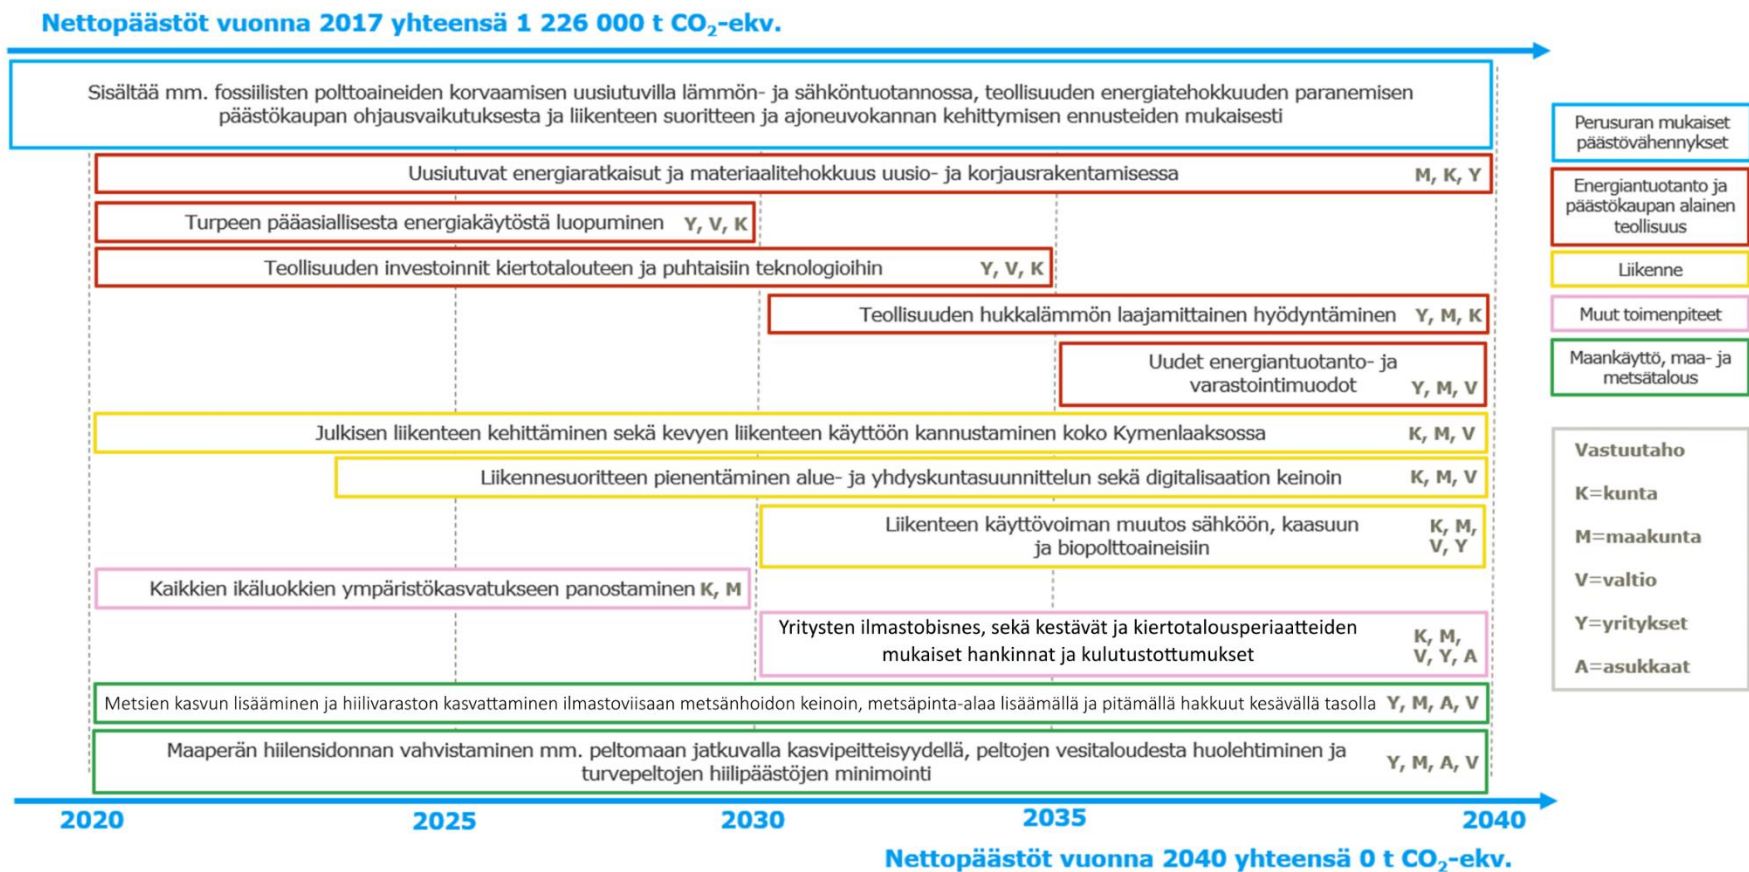 Nettopäästöt vuonna 2017 yhteensä 1 226 000 t CO₂-ekv.
Sisältää mm. fossiilisten polttoaineiden korvaamisen uusiutuvilla lämmön- ja sähköntuotannossa, teollisuuden energiatehokkuuden paranemisen
päästökaupan ohjausvaikutuksesta ja liikenteen suoritteen ja ajoneuvokannan kehittymisen ennusteiden mukaisesti
Uusiutuvat energiaratkaisut ja materiaalitehokkuus uusio- ja korjausrakentamisessa M, K, Y
Turpeen pääasiallisesta energiakäytöstä luopuminen Y, V, K
Teollisuuden investoinnit kiertotalouteen ja puhtaisiin teknologioihin Y, V, K
Teollisuuden hukkalämmön laajamittainen hyödyntäminen Y, M, K
Uudet energiantuotanto- ja
varastointimuodot Y, M, V
Julkisen liikenteen kehittäminen sekä kevyen liikenteen käyttöön kannustaminen koko Kymenlaaksossa K, M, V
Liikennesuoritteen pienentäminen alue- ja yhdyskuntasuunnittelun sekä digitalisaation keinoin K, M, V
Liikenteen käyttövoiman muutos sähköön, kaasuun K, M,
ja biopolttoaineisiin V, Y
Kaikkien ikäluokkien ympäristökasvatukseen panostaminen K, M
Yritysten ilmastobisnes, sekä kestävät ja kiertotalousperiaatteiden K, M,
mukaiset hankinnat ja kulutustottumukset V, Y, A
Metsien kasvun lisääminen ja hiilivaraston kasvattaminen ilmastoviisaan metsänhoidon keinoin, metsäpinta-alaa lisäämällä ja pitämällä hakkuut kesävällä tasolla Y, M, A, V
Maaperän hiilensidonnan vahvistaminen mm. peltomaan jatkuvalla kasvipeitteisyydellä, peltojen vesitaloudesta huolehtiminen ja
turvepeltojen hiilipäästöjen minimointi Y, M, A, V
2020 2025 2030 2035 2040
Nettopäästöt vuonna 2040 yhteensä 0 t CO₂-ekv.
Perusuran mukaiset
päästövähennykset
Energiantuotanto ja
päästökaupan alainen
teollisuus
Liikenne
Muut toimenpiteet
Maankäyttö, maa- ja
metsätalous
Vastuutaho
K=kunta
M=maakunta
V=valtio
Y=yritykset
A=asukkaat